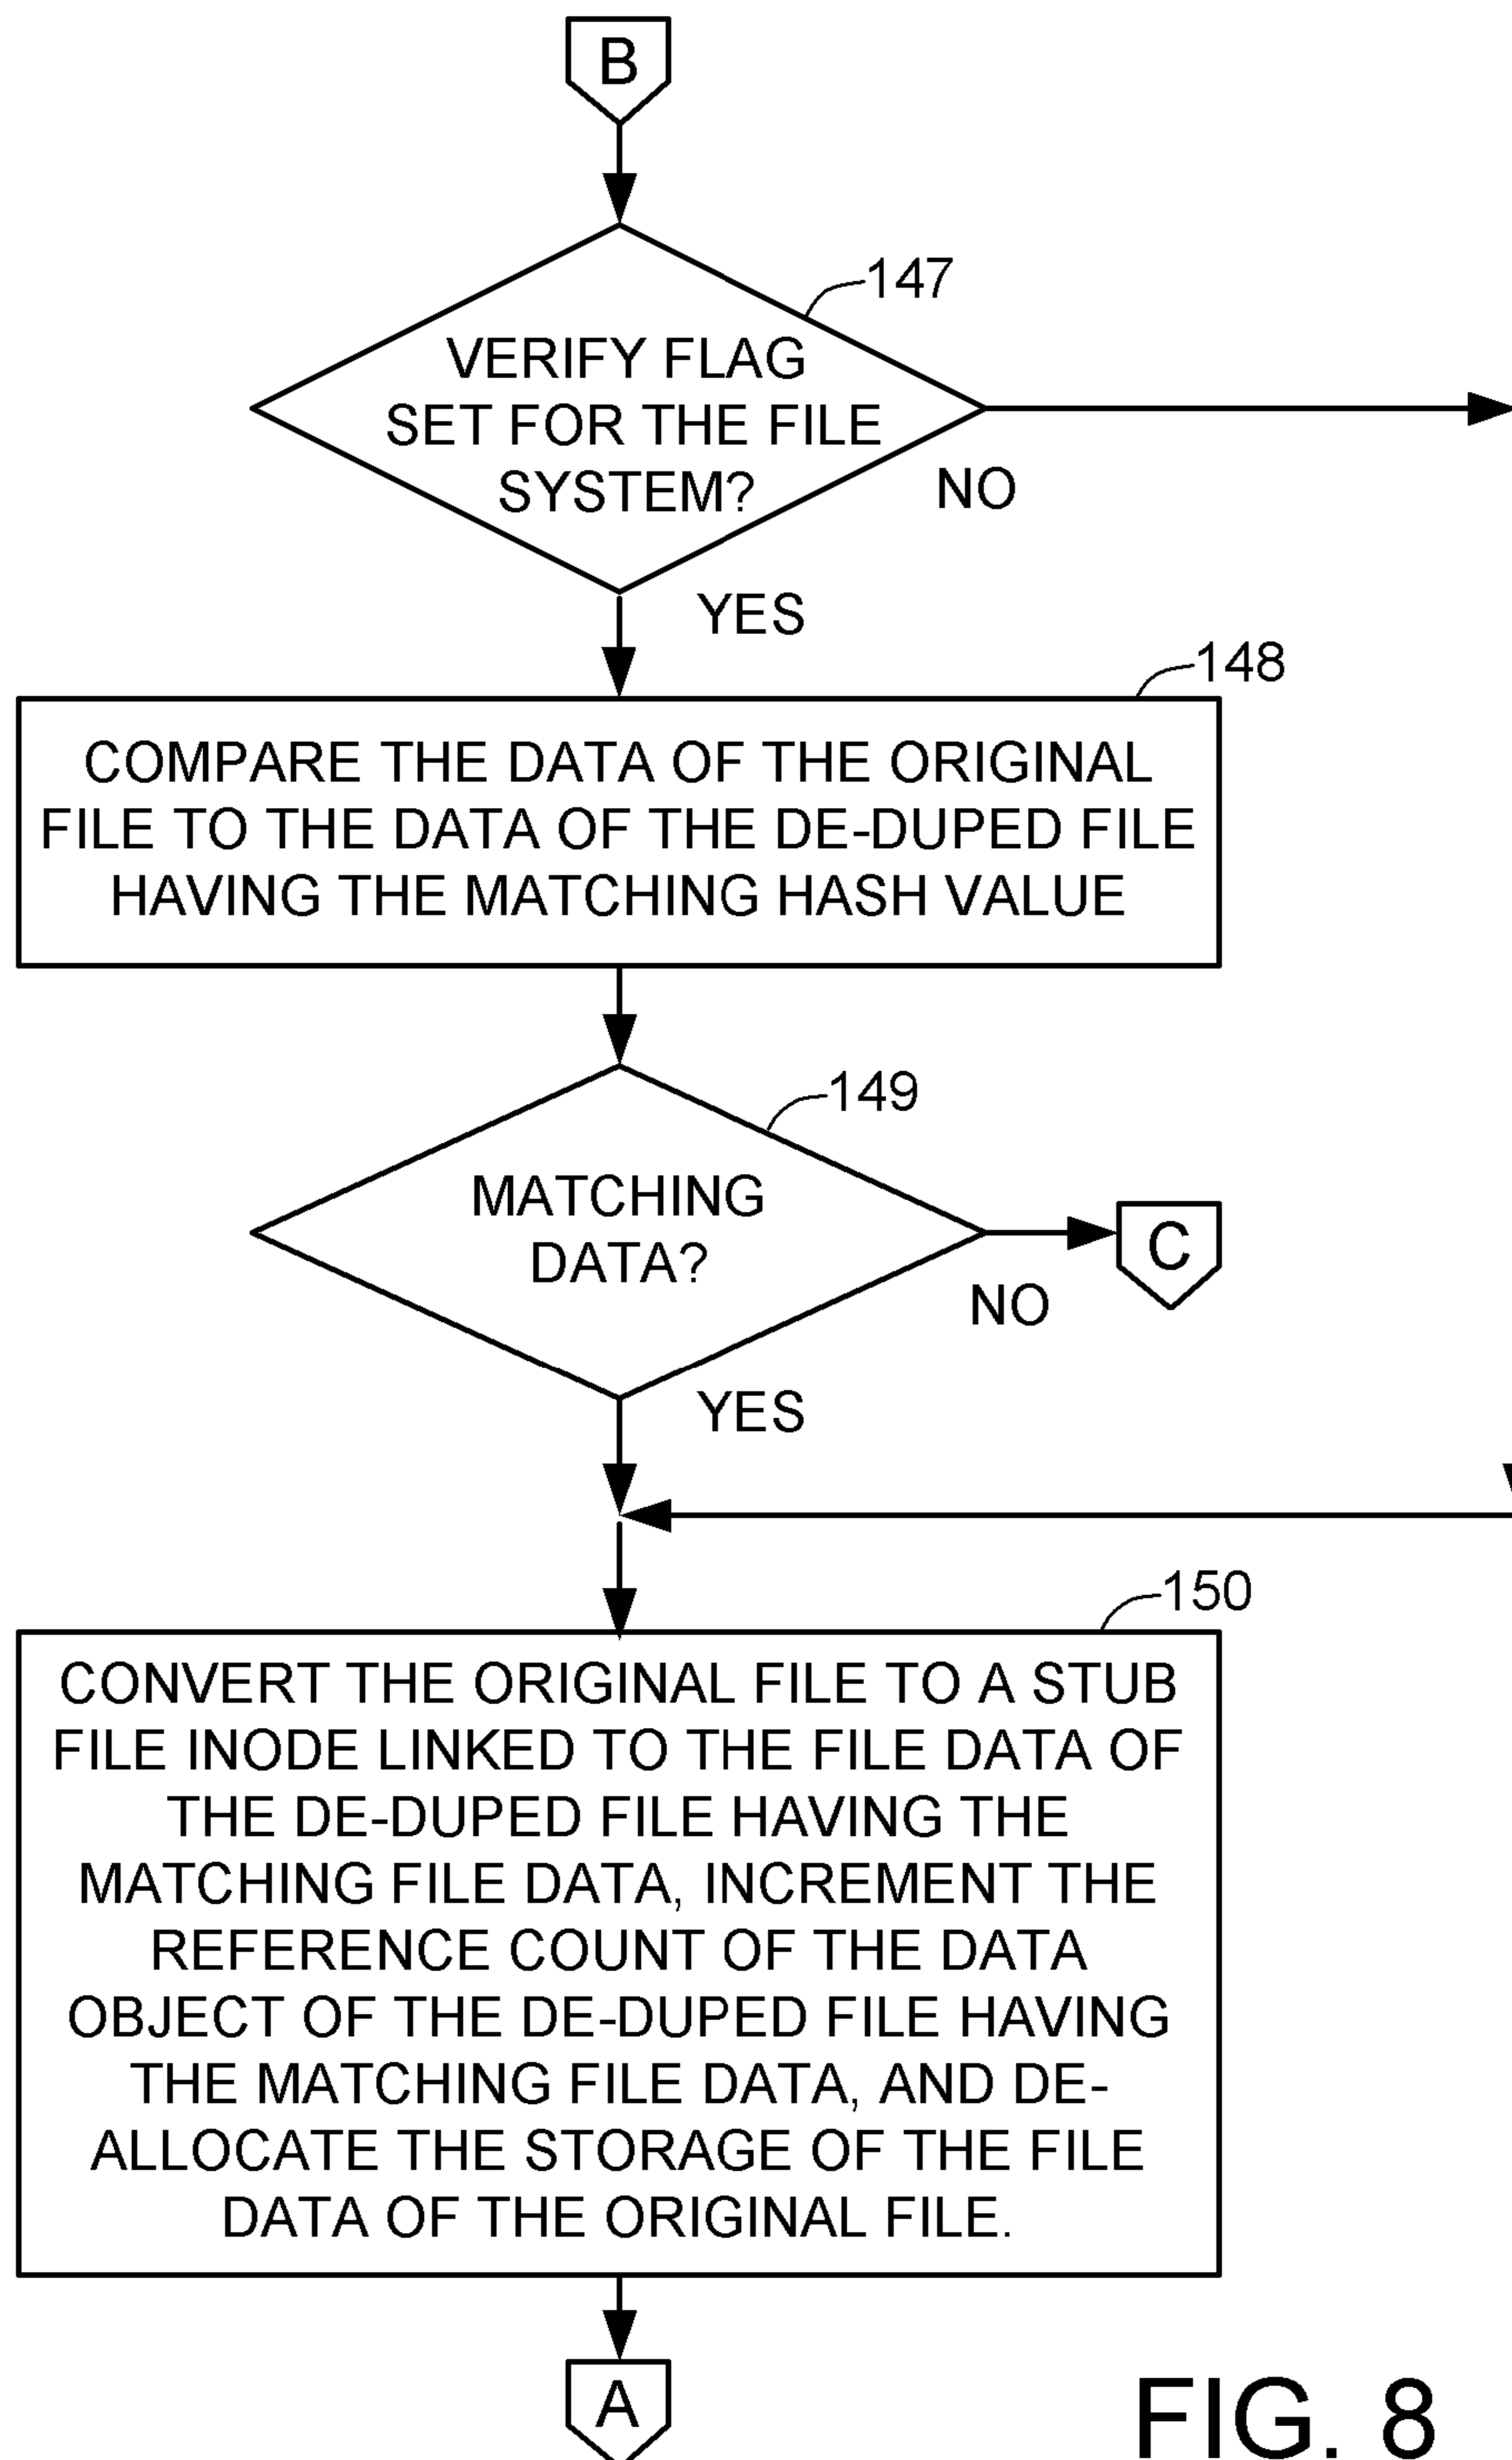 B
147
VERIFY FLAG
SET FOR THE FILE
SYSTEM?
NO
YES
148
COMPARE THE DATA OF THE ORIGINAL
FILE TO THE DATA OF THE DE-DUPED FILE
HAVING THE MATCHING HASH VALUE
149
MATCHING
DATA?
C
NO
YES
150
CONVERT THE ORIGINAL FILE TO A STUB
FILE INODE LINKED TO THE FILE DATA OF
THE DE-DUPED FILE HAVING THE
MATCHING FILE DATA, INCREMENT THE
REFERENCE COUNT OF THE DATA
OBJECT OF THE DE-DUPED FILE HAVING
THE MATCHING FILE DATA, AND DE-
ALLOCATE THE STORAGE OF THE FILE
DATA OF THE ORIGINAL FILE.
A
FIG. 8